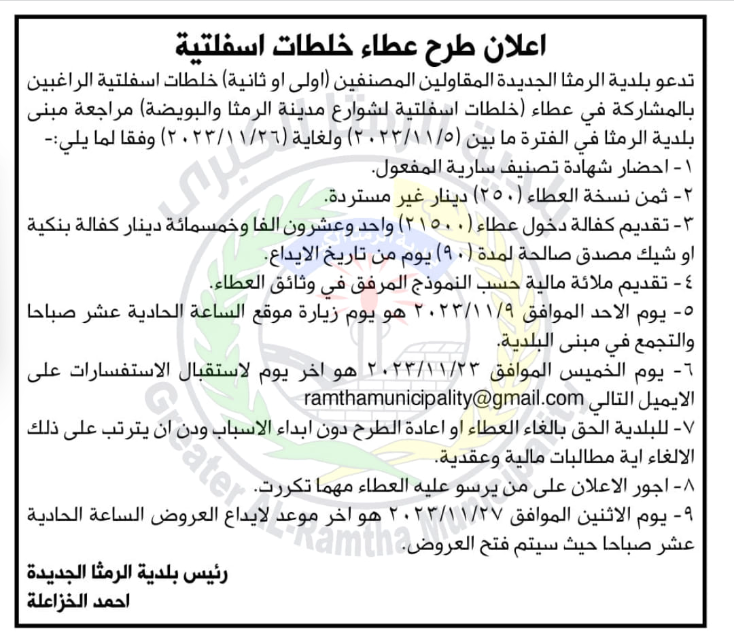 اعلان طرح عطاء خلطات اسفلتية
تدعو بلدية الرمثا الجديدة المقاولين المصنفين (اولى او ثانية) خلطات اسفلتية الراغبين
بالمشاركة في عطاء (خلطات اسفلتية لشوارع مدينة الرمثا والبويضة) مراجعة مبنى
بلدية الرمثا في الفترة ما بين (٢٠٢٣/١١/٥) ولغاية (٢٠٢٣/١١/٢٦) وفقا لما يلي:-
١- احضار شهادة تصنيف سارية المفعول.
٢- ثمن نسخة العطاء (٢٥٠) دينار غير مستردة.
٣- تقديم كفالة دخول عطاء (٢١٥٠٠) واحد وعشرون الفا وخمسمائة دينار كفالة بنكية
او شيك مصدق صالحة لمدة (٩٠) يوم من تاريخ الايداع.
٤- تقديم ملائة مالية حسب النموذج المرفق في وثائق العطاء.
٥- يوم الاحد الموافق ٢٠٢٣/١١/٩ هو يوم زيارة موقع الساعة الحادية عشر صباحا
والتجمع في مبنى البلدية.
٦- يوم الخميس الموافق ٢٠٢٣/١١/٢٣ هو اخر يوم لاستقبال الاستفسارات على
الايميل التالي ramthamunicipality@gmail.com
٧- للبلدية الحق بالغاء العطاء او اعادة الطرح دون ابداء الاسباب ودن ان يترتب على ذلك
الالغاء اية مطالبات مالية وعقدية.
٨- اجور الاعلان على من يرسو عليه العطاء مهما تكررت.
٩- يوم الاثنين الموافق ٢٠٢٣/١١/٢٧ هو اخر موعد لايداع العروض الساعة الحادية
عشر صباحا حيث سيتم فتح العروض.
رئيس بلدية الرمثا الجديدة
احمد الخزاعلة
بلدية الرمثا الكبرى
Greater AL-Ramtha Municipality